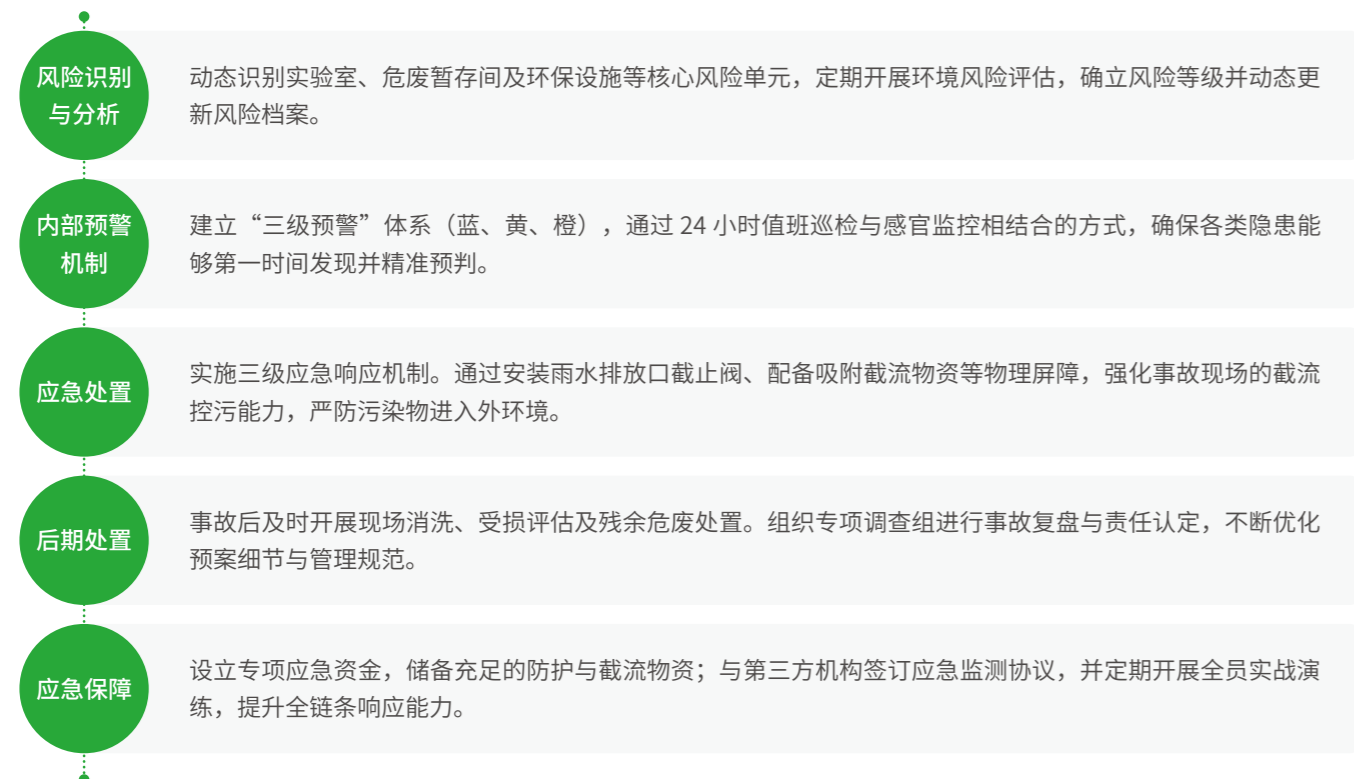 风险识别
与分析
动态识别实验室、危废暂存间及环保设施等核心风险单元，定期开展环境风险评估，确立风险等级并动态更
新风险档案。
内部预警
机制
建立“三级预警”体系（蓝、黄、橙），通过 24 小时值班巡检与感官监控相结合的方式，确保各类隐患能
够第一时间发现并精准预判。
应急处置
实施三级应急响应机制。通过安装雨水排放口截止阀、配备吸附截流物资等物理屏障，强化事故现场的截流
控污能力，严防污染物进入外环境。
后期处置
事故后及时开展现场消洗、受损评估及残余危废处置。组织专项调查组进行事故复盘与责任认定，不断优化
预案细节与管理规范。
应急保障
设立专项应急资金，储备充足的防护与截流物资；与第三方机构签订应急监测协议，并定期开展全员实战演
练，提升全链条响应能力。